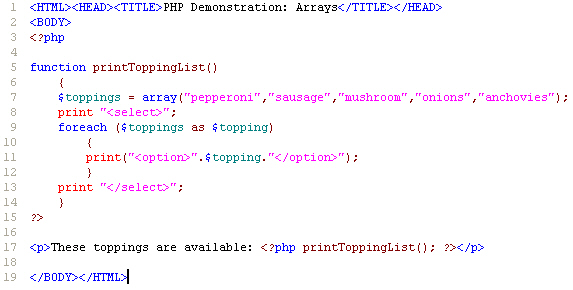 1 <HTML><HEAD><TITLE>PHP Demonstration: Arrays</TITLE></HEAD>
2 <BODY>
3 <?php
4
5 function printToppingList()
6 {
7 $toppings = array("pepperoni","sausage","mushroom","onions","anchovies");
8 print "<select>";
9 foreach ($toppings as $topping)
10 {
11 print("<option>".$topping."</option>");
12 }
13 print "</select>";
14 }
15 ?>
16
17 <p>These toppings are available: <?php printToppingList(); ?></p>
18
19 </BODY></HTML>